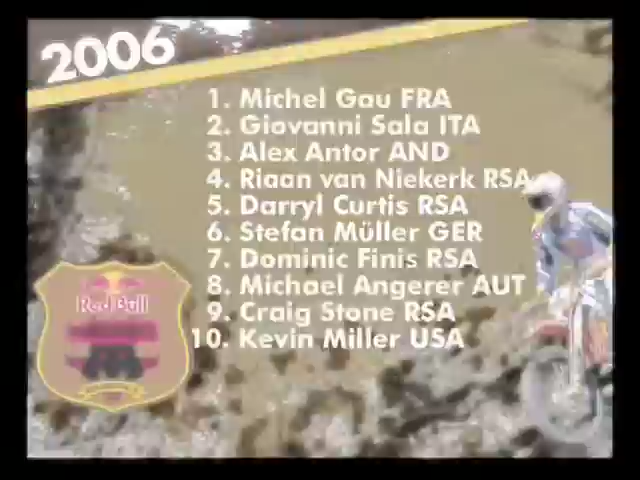 2006
1. Michel Gau FRA
2. Giovanni Sala ITA
3. Alex Antor AND
4. Riaan van Niekerk RSA
5. Darryl Curtis RSA
6. Stefan Müller GER
7. Dominic Finis RSA
8. Michael Angerer AUT
9. Craig Stone RSA
10. Kevin Miller USA
Red Bull